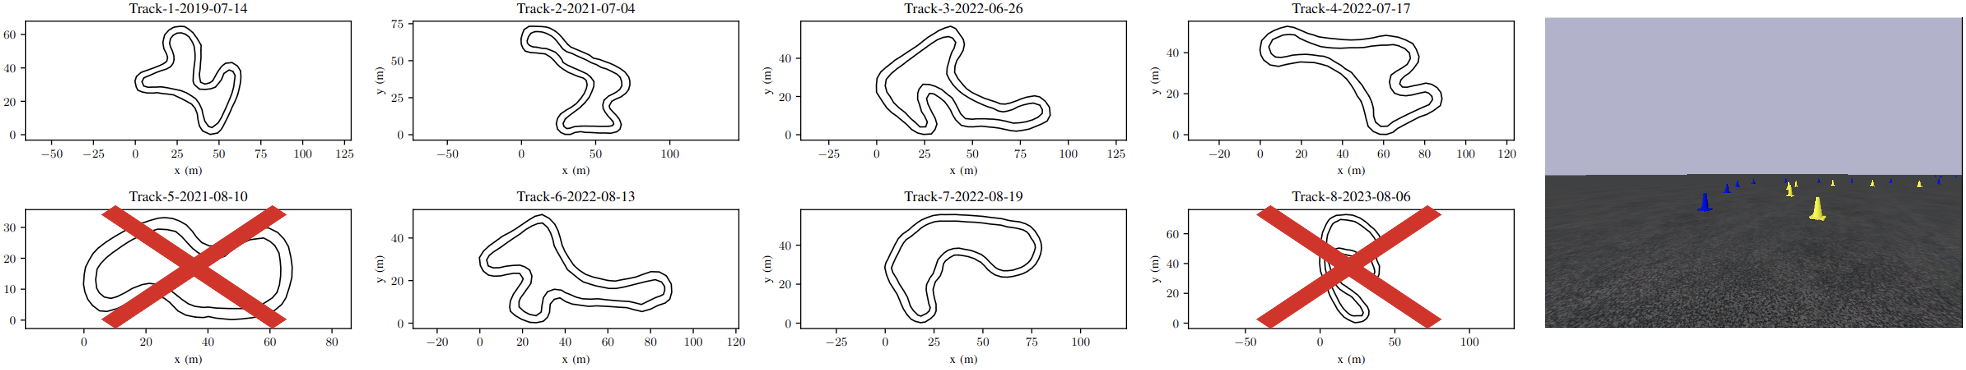 Track-1-2019-07-14
60
40
20
0
−50 −25 0 25 50 75 100 125
x (m)
Track-2-2021-07-04
y (m)
75
50
25
0
−50 0 50 100
x (m)
Track-3-2022-06-26
y (m)
40
20
0
−25 0 25 50 75 100 125
x (m)
Track-4-2022-07-17
y (m)
40
20
0
−20 0 20 40 60 80 100 120
x (m)
Track-5-2021-08-10
30
20
10
0
0 20 40 60 80
x (m)
Track-6-2022-08-13
y (m)
40
20
0
−20 0 20 40 60 80 100 120
x (m)
Track-7-2022-08-19
y (m)
40
20
0
−25 0 25 50 75 100
x (m)
Track-8-2023-08-06
y (m)
60
40
20
0
−50 0 50 100
x (m)